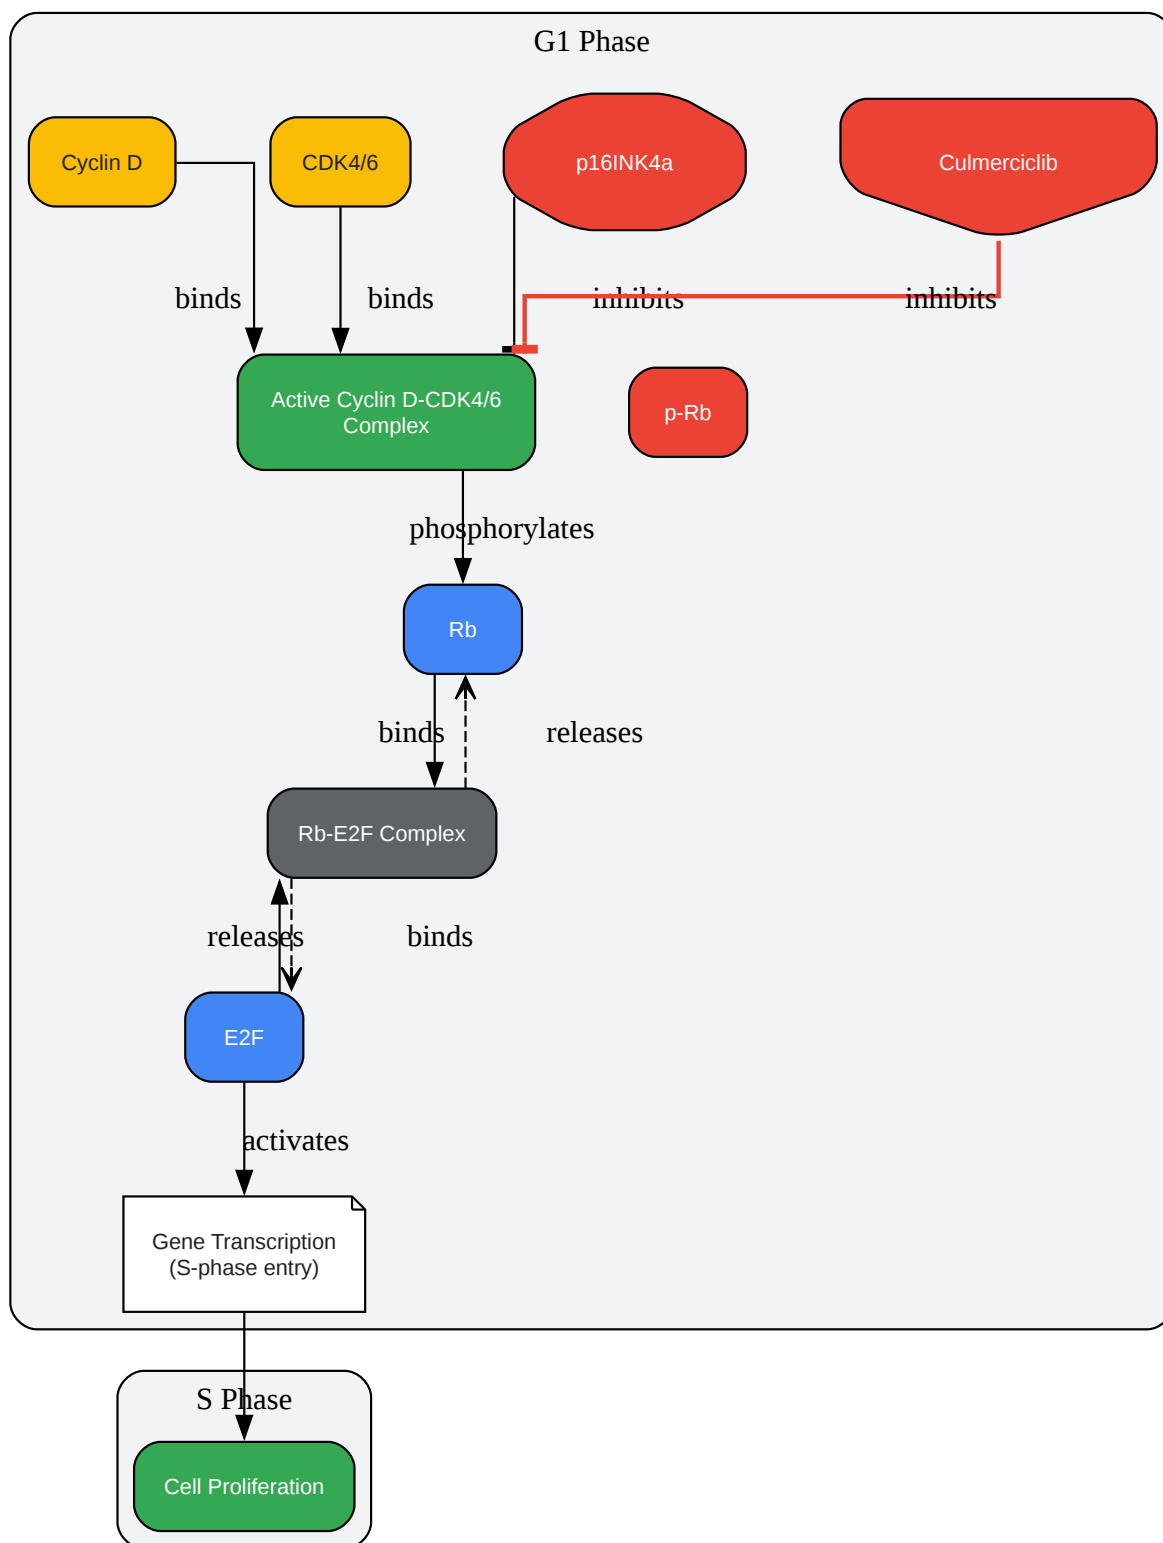 G1 Phase
Cyclin D
CDK4/6
p16INK4a
Culmerciclib
binds
binds
inhibits
inhibits
Active Cyclin D-CDK4/6
Complex
p-Rb
phosphorylates
Rb
binds
releases
Rb-E2F Complex
releases
binds
E2F
activates
Gene Transcription
(S-phase entry)
S Phase
Cell Proliferation